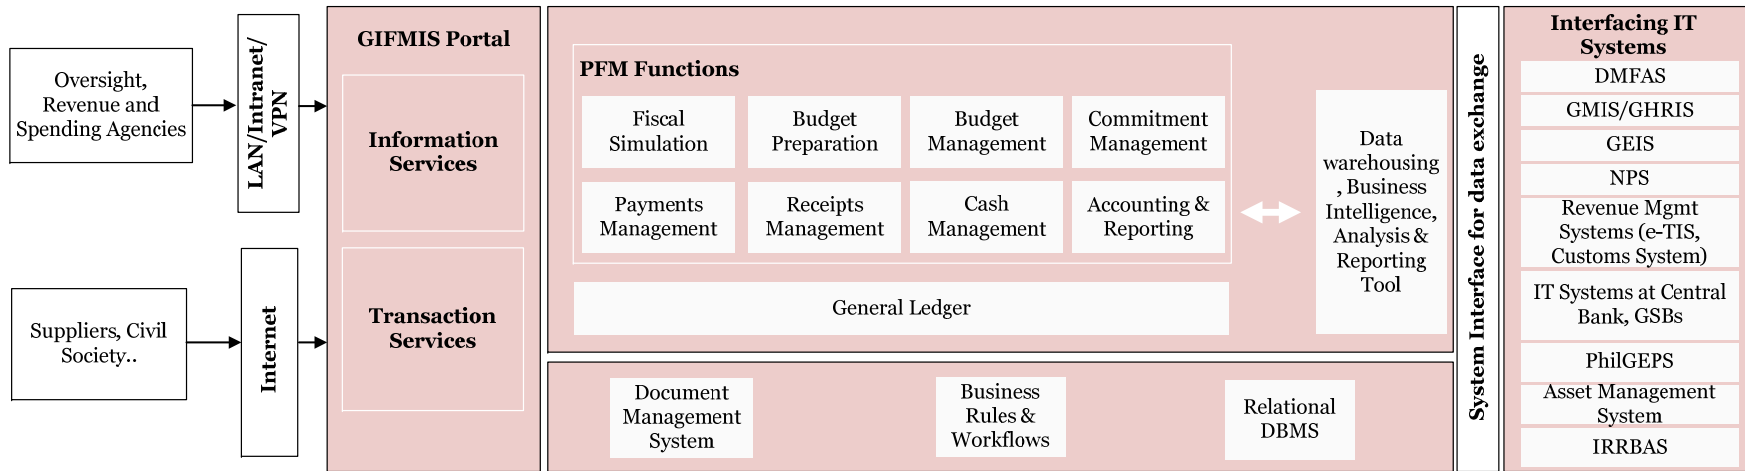 Oversight,
Revenue and
Spending Agencies
Suppliers, Civil
Society..
LAN/Intranet/
VPN
Internet
GIFMIS Portal
Information
Services
Transaction
Services
PFM Functions
Fiscal
Simulation
Budget
Preparation
Budget
Management
Commitment
Management
Payments
Management
Receipts
Management
Cash
Management
Accounting &
Reporting
General Ledger
Data
warehousing
, Business
Intelligence,
Analysis &
Reporting
Tool
Document
Management
System
Business
Rules &
Workflows
Relational
DBMS
System Interface for data exchange
Interfacing IT
Systems
DMFAS
GMIS/GHRIS
GEIS
NPS
Revenue Mgmt
Systems (e-TIS,
Customs System)
IT Systems at Central
Bank, GSBs
PhilGEPS
Asset Management
System
IRRBAS